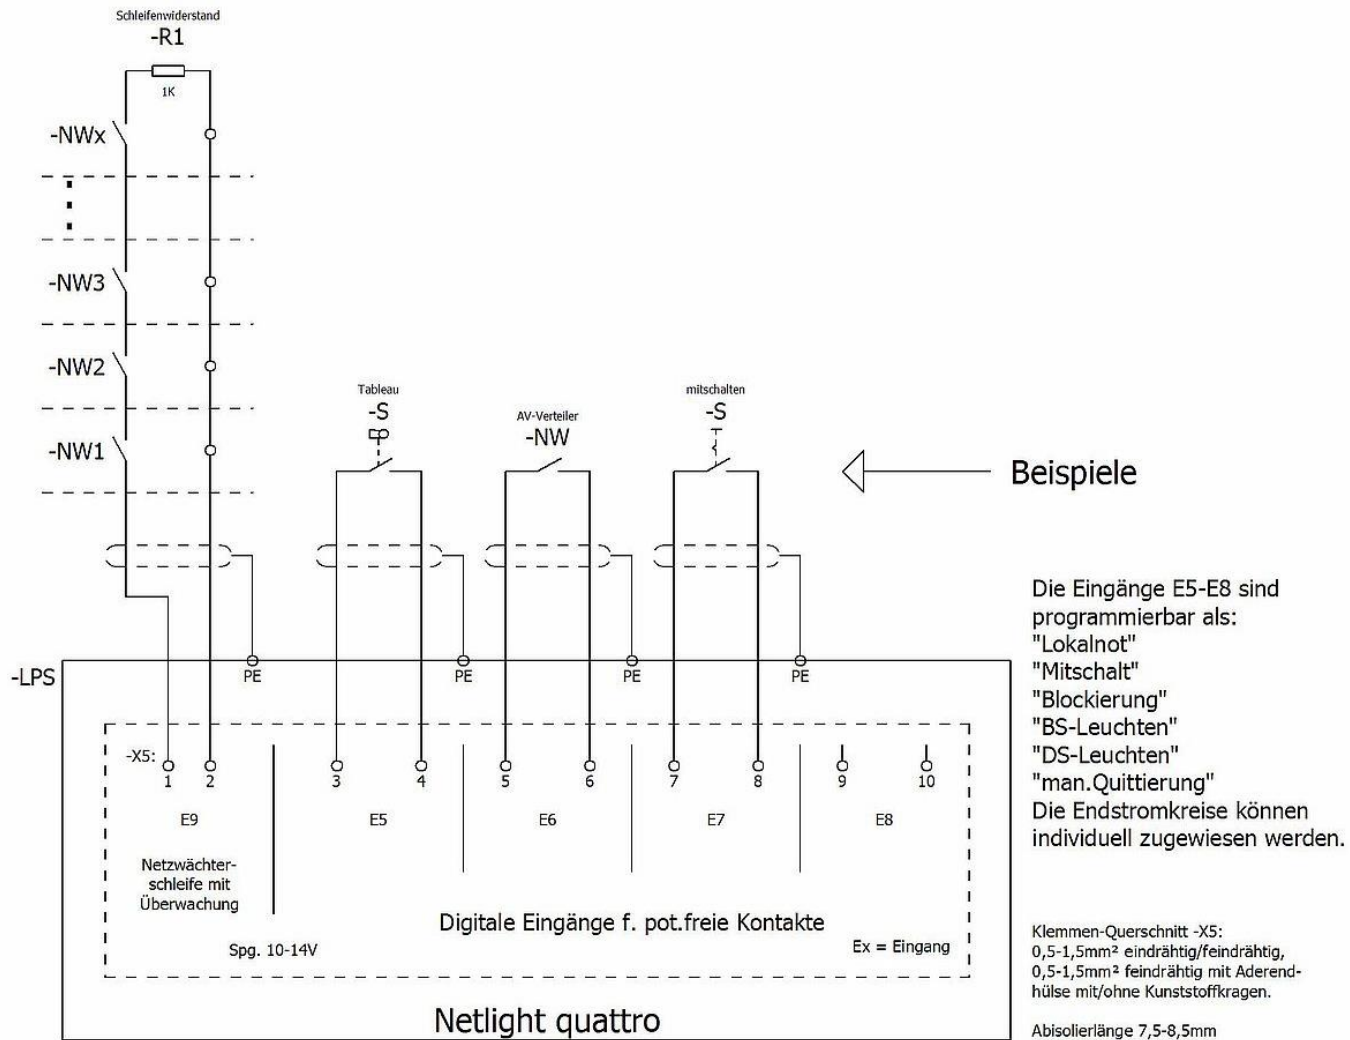 Schleifenwiderstand
-R1
1K
-NWx
-NW3
-NW2
-NW1
Tableau
-S
AV-Verteiler
-NW
mitschalten
-S
Beispiele
Die Eingänge E5-E8 sind
programmierbar als:
"Lokalnot"
"Mitschalt"
"Blockierung"
"BS-Leuchten"
"DS-Leuchten"
"man.Quittierung"
Die Endstromkreise können
individuell zugewiesen werden.
-LPS
PE PE PE PE
-X5:
1 2 3 4 5 6 7 8 9 10
E9 E5 E6 E7 E8
Netzwächter-
schleife mit
Überwachung
Digitale Eingänge f. pot.freie Kontakte
Spg. 10-14V
Ex = Eingang
Netlight quattro
Klemmen-Querschnitt -X5:
0,5-1,5mm² eindrähtig/feindrähtig,
0,5-1,5mm² feindrähtig mit Aderend-
hülse mit/ohne Kunststoffkragen.
Abisolierlänge 7,5-8,5mm